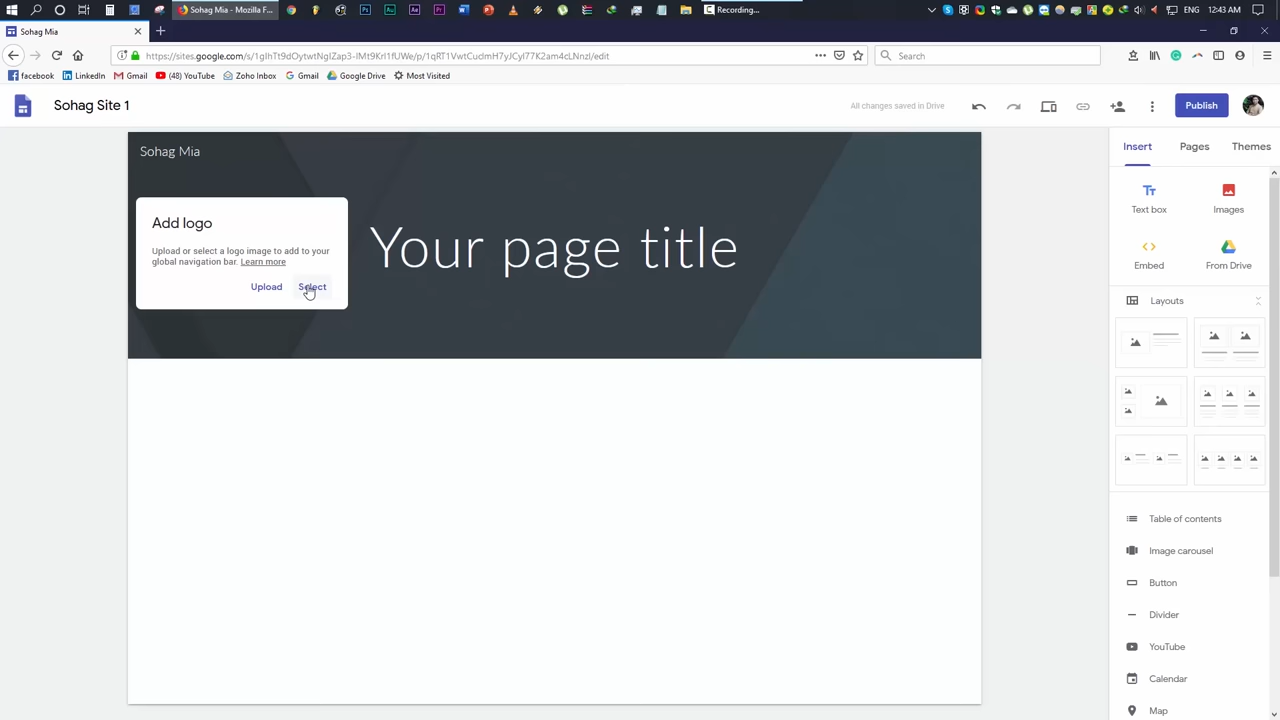 Sohag Mia - Mozilla F...
Recording...
12:43 AM
Sohag Mia
https://sites.google.com/s/1gIhTt9dOytwtNgIZap3-IMt9KrI1fUWe/p/1qRT1VwtCudmH7yJCyl77K2am4cLNnzI/edit
Search
facebook
LinkedIn
Gmail
(48) YouTube
Zoho Inbox
Gmail
Google Drive
Most Visited
Sohag Site 1
All changes saved in Drive
Publish
Sohag Mia
Insert
Pages
Themes
Add logo
Upload or select a logo image to add to your
global navigation bar. Learn more
Upload
Select
Your page title
Text box
Images
Embed
From Drive
Layouts
Table of contents
Image carousel
Button
Divider
YouTube
Calendar
Map